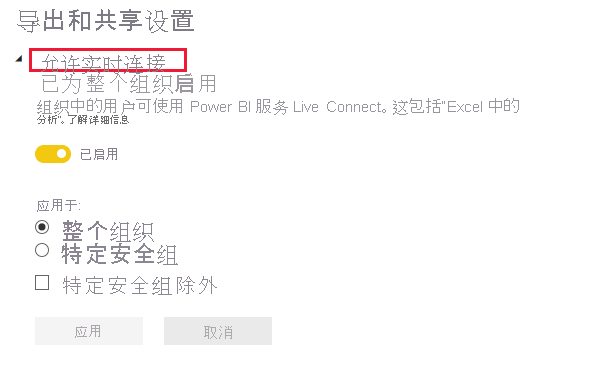 导出和共享设置
允许实时连接
已为整个组织启用
组织中的用户可使用 Power BI 服务 Live Connect。这包括“Excel 中的
分析”。了解详细信息
已启用
应用于:
整个组织
特定安全组
特定安全组除外
应用 取消